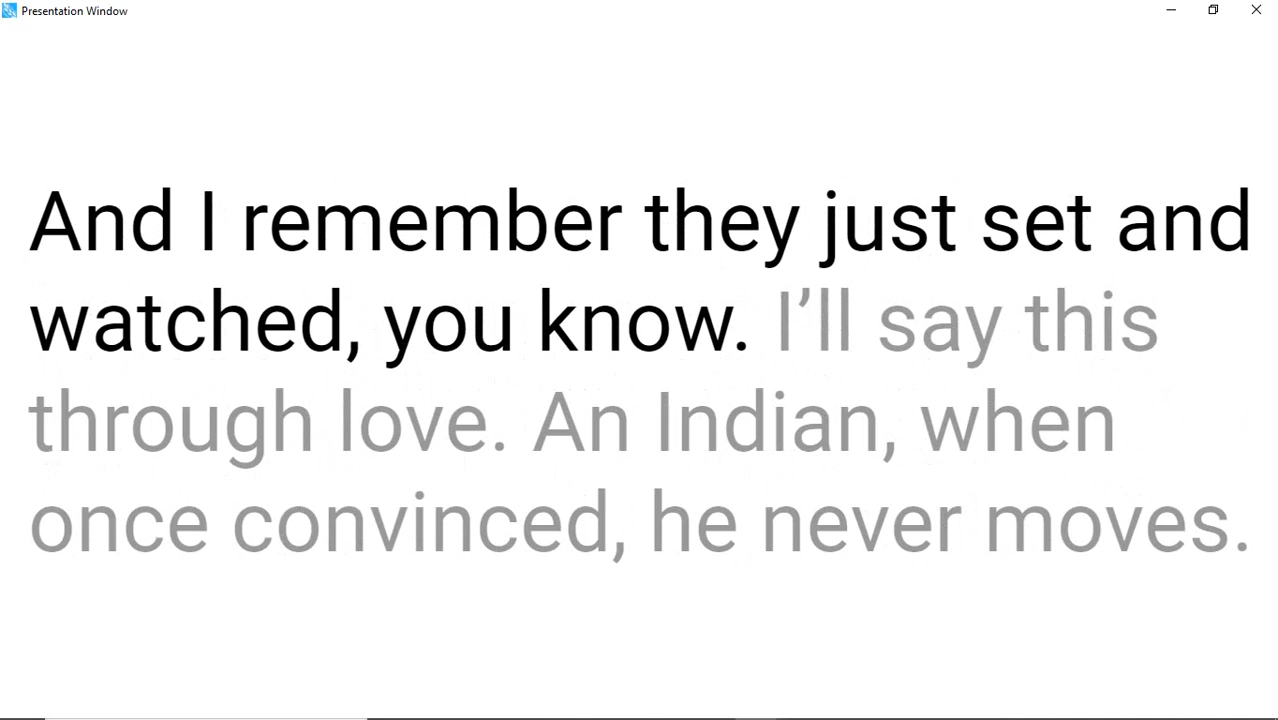 Presentation Window
And I remember they just set and
watched, you know. I’ll say this
through love. An Indian, when
once convinced, he never moves.